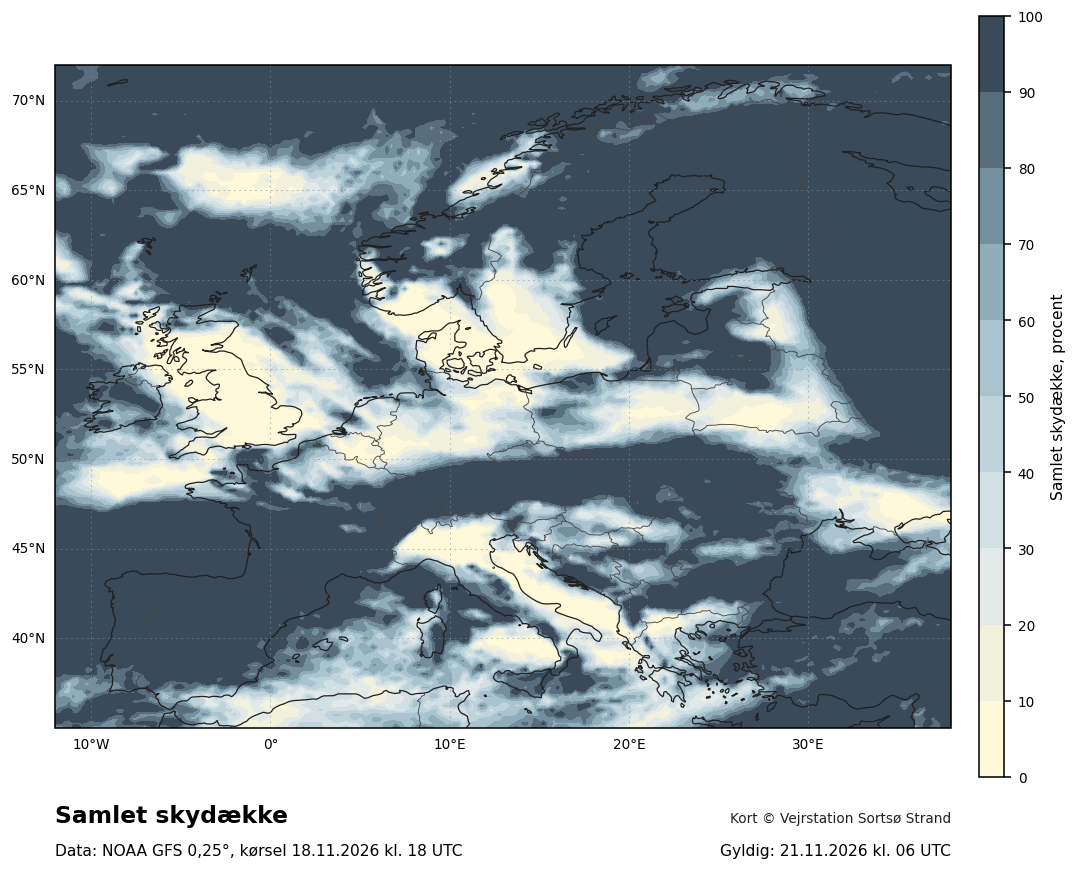 100
90
80
70
60
50
40
30
20
10
0
Samlet skydække, procent
70°N
65°N
60°N
55°N
50°N
45°N
40°N
10°W
0°
10°E
20°E
30°E
Samlet skydække
Kort © Vejrstation Sortsø Strand
Data: NOAA GFS 0,25°, kørsel 18.11.2026 kl. 18 UTC
Gyldig: 21.11.2026 kl. 06 UTC